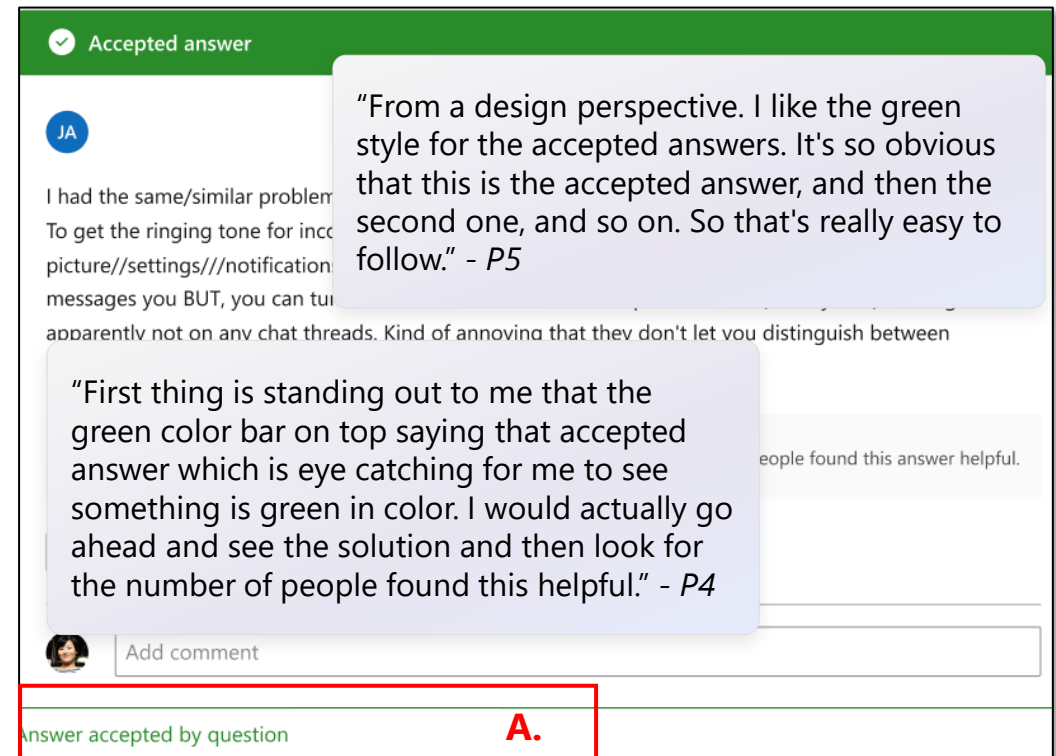 Accepted answer
"From a design perspective. I like the green
style for the accepted answers. It's so obvious
that this is the accepted answer, and then the
second one, and so on. So that's really easy to
follow." - P5
JA
I had the same/similar problem
To get the ringing tone for inc
picture//settings///notification
messages you BUT, you can tu
apparently not on any chat threads. Kind of annoying that they don't let you distinguish between
"First thing is standing out to me that the
green color bar on top saying that accepted
answer which is eye catching for me to see
something is green in color. I would actually go
ahead and see the solution and then look for
the number of people found this helpful." - P4
eople found this answer helpful.
Add comment
Answer accepted by question
A.